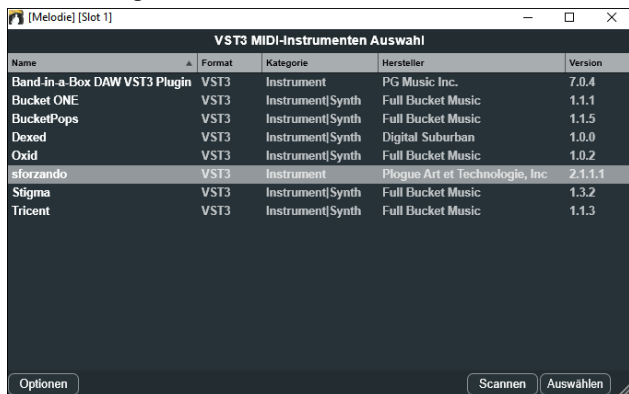 [Melodie] [Slot 1]
VST3 MIDI-Instrumenten Auswahl
Name Format Kategorie Hersteller Version
Band-in-a-Box DAW VST3 Plugin VST3 Instrument PG Music Inc. 7.0.4
Bucket ONE VST3 Instrument|Synth Full Bucket Music 1.1.1
BucketPops VST3 Instrument|Synth Full Bucket Music 1.1.5
Dexed VST3 Instrument|Synth Digital Suburban 1.0.0
Oxid VST3 Instrument|Synth Full Bucket Music 1.0.2
sforzando VST3 Instrument Plogue Art et Technologie, Inc 2.1.1.1
Stigma VST3 Instrument|Synth Full Bucket Music 1.3.2
Tricent VST3 Instrument|Synth Full Bucket Music 1.1.3
Optionen Scannen Auswählen